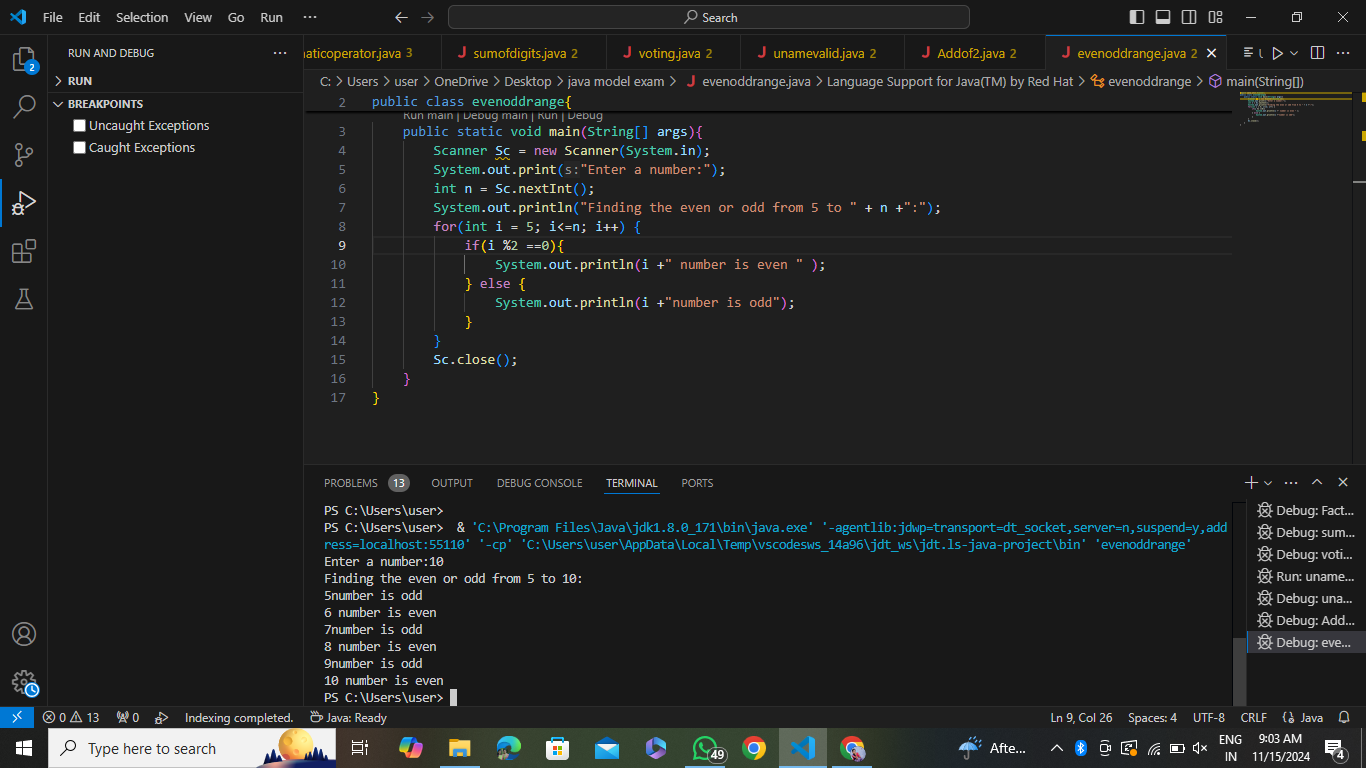 File Edit Selection View Go Run ··· Search
RUN AND DEBUG ···
RUN
BREAKPOINTS
Uncaught Exceptions
Caught Exceptions
2
aticoperator.java 3 J sumofdigits.java 2 J voting.java 2 J unamevalid.java 2 J Addof2.java 2 J evenoddrange.java 2
C: > Users > user > OneDrive > Desktop > java model exam > J evenoddrange.java > Language Support for Java(TM) by Red Hat > evenoddrange > main(String[])
2 public class evenoddrange{
Run main | Debug main | Run | Debug
3 public static void main(String[] args){
4 Scanner Sc = new Scanner(System.in);
5 System.out.print(s:"Enter a number:");
6 int n = Sc.nextInt();
7 System.out.println("Finding the even or odd from 5 to " + n +":");
8 for(int i = 5; i<=n; i++) {
9 if(i %2 ==0){
10 System.out.println(i +" number is even " );
11 } else {
12 System.out.println(i +"number is odd");
13 }
14 }
15 Sc.close();
16 }
17 }
PROBLEMS 13 OUTPUT DEBUG CONSOLE TERMINAL PORTS
PS C:\Users\user>
PS C:\Users\user> & 'C:\Program Files\Java\jdk1.8.0_171\bin\java.exe' '-agentlib:jdwp=transport=dt_socket,server=n,suspend=y,add
ress=localhost:55110' '-cp' 'C:\Users\user\AppData\Local\Temp\vscodesws_14a96\jdt_ws\jdt.ls-java-project\bin' 'evenoddrange'
Enter a number:10
Finding the even or odd from 5 to 10:
5number is odd
6 number is even
7number is odd
8 number is even
9number is odd
10 number is even
PS C:\Users\user>
Debug: Fact...
Debug: sum...
Debug: voti...
Run: uname...
Debug: una...
Debug: Add...
Debug: eve...
0 13 0 Indexing completed. Java: Ready Ln 9, Col 26 Spaces: 4 UTF-8 CRLF {} Java
Type here to search 49 Afte... ENG IN 9:03 AM 11/15/2024 4